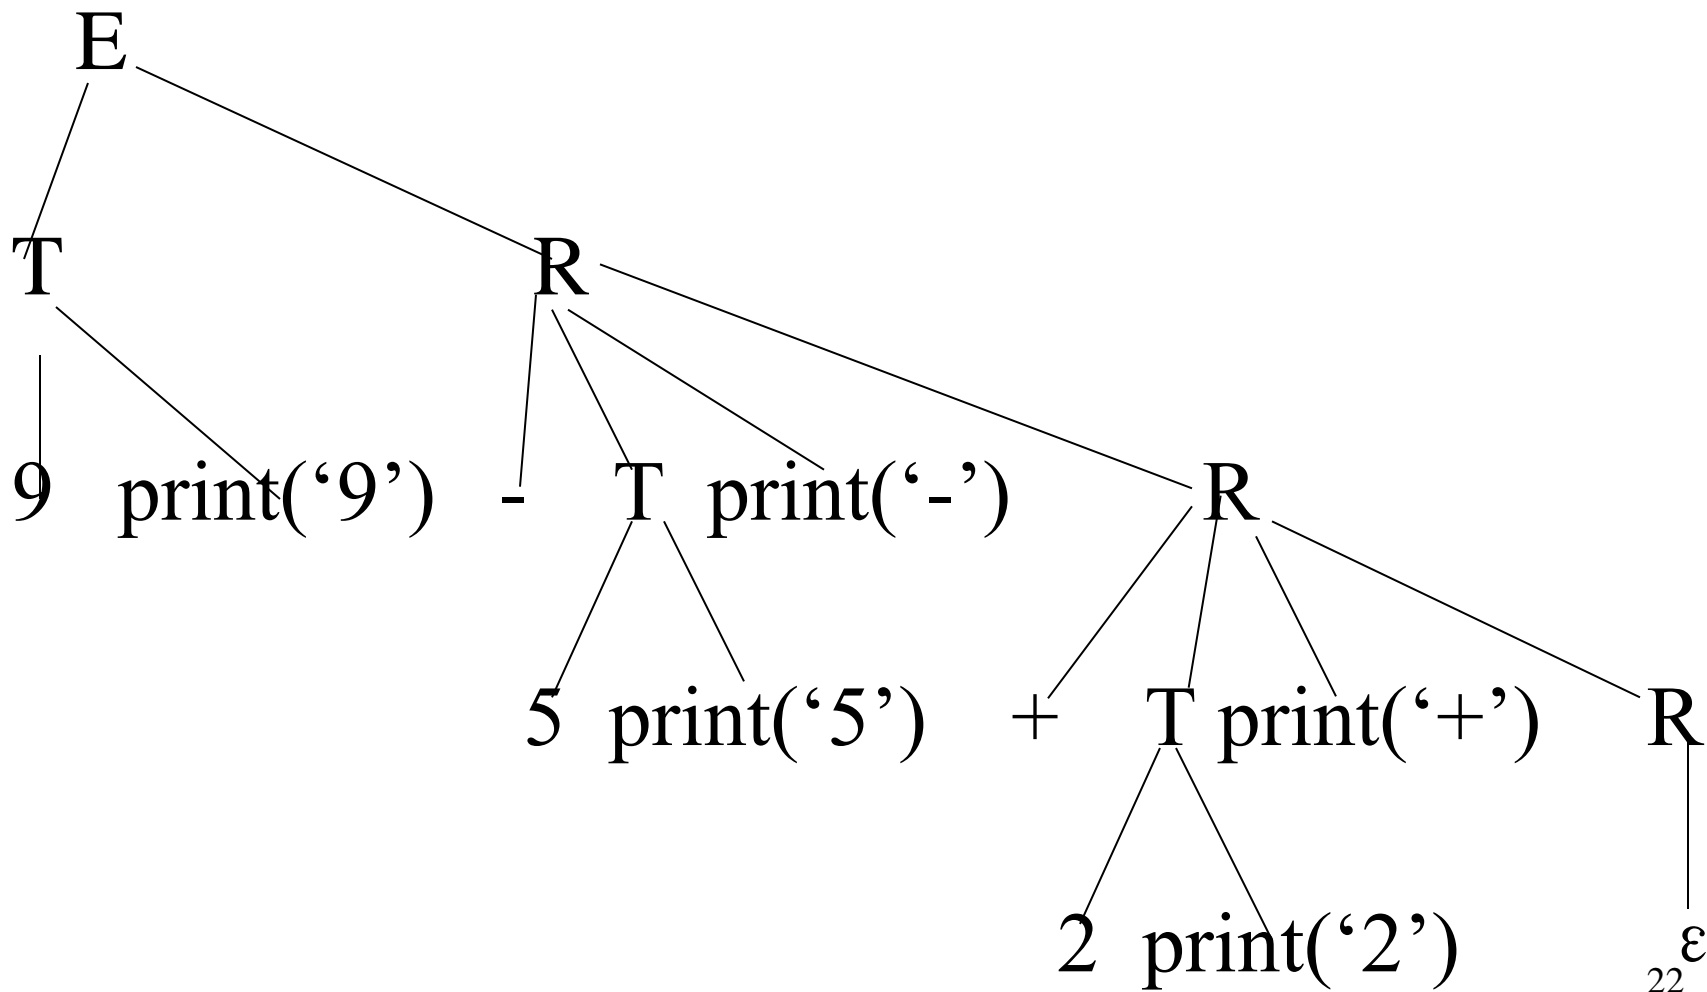 E
T R
9 print(‘9’) - T print(‘-’) R
5 print(‘5’) + T print(‘+’) R
2 print(‘2’) ε
22